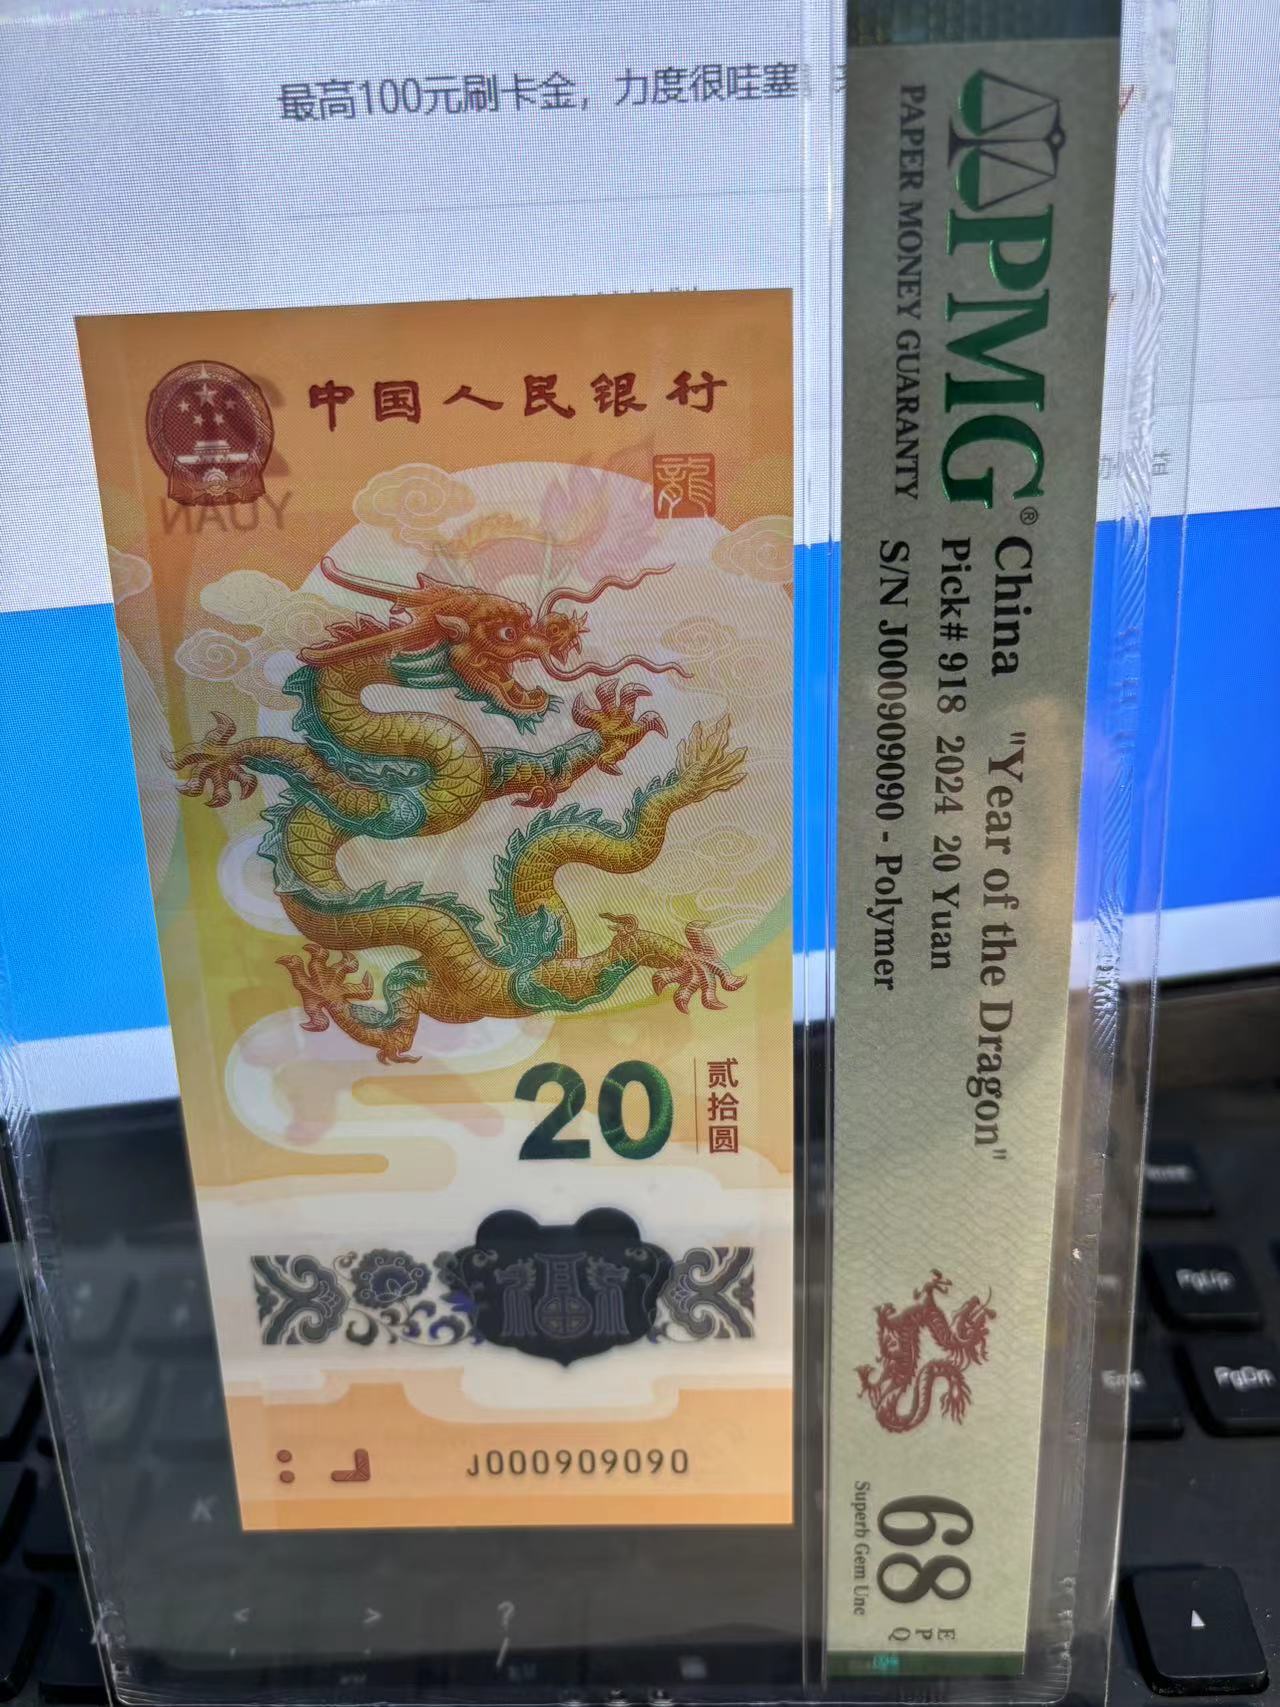 最高100元刷卡金，力度很哇塞
中国人民银行
龍
YUAN
20
贰拾圆
J000909090
PMG®
PAPER MONEY GUARANTY
China "Year of the Dragon"
Pick# 918 2024 20 Yuan
S/N J000909090 - Polymer
68
EPQ
Superb Gem Unc
PgUp
PgDn
End
K
<
>
?